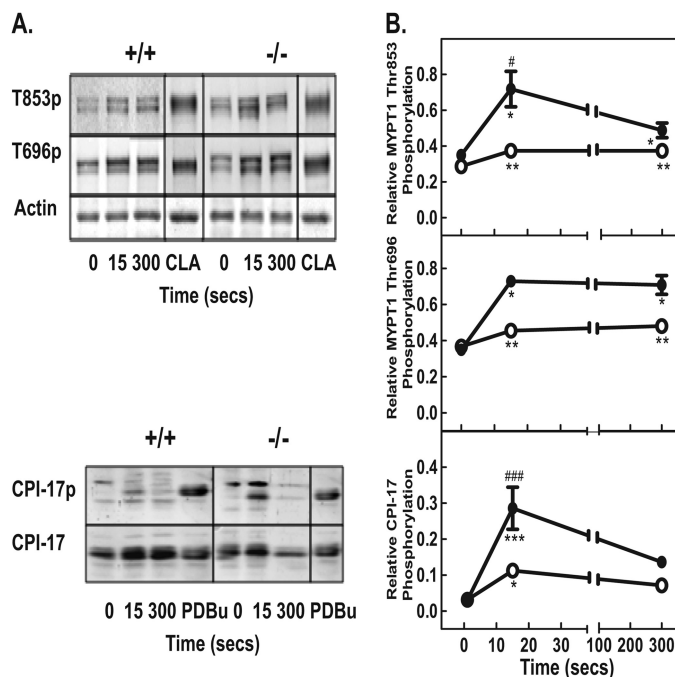 A.
+/+ -/-
T853p
T696p
Actin
0 15 300 CLA 0 15 300 CLA
Time (secs)
+/+ -/-
CPI-17p
CPI-17
0 15 300 PDBu 0 15 300 PDBu
Time (secs)
B.
Relative MYPT1 Thr853
Phosphorylation
0.8
0.6
0.4
0.2
0.0
#
*
*
**
**
Relative MYPT1 Thr696
Phosphorylation
0.8
0.6
0.4
0.2
0.0
*
*
**
**
Relative CPI-17
Phosphorylation
0.4
0.3
0.2
0.1
0.0
###
***
*
0 10 20 30 100 200 300
Time (secs)